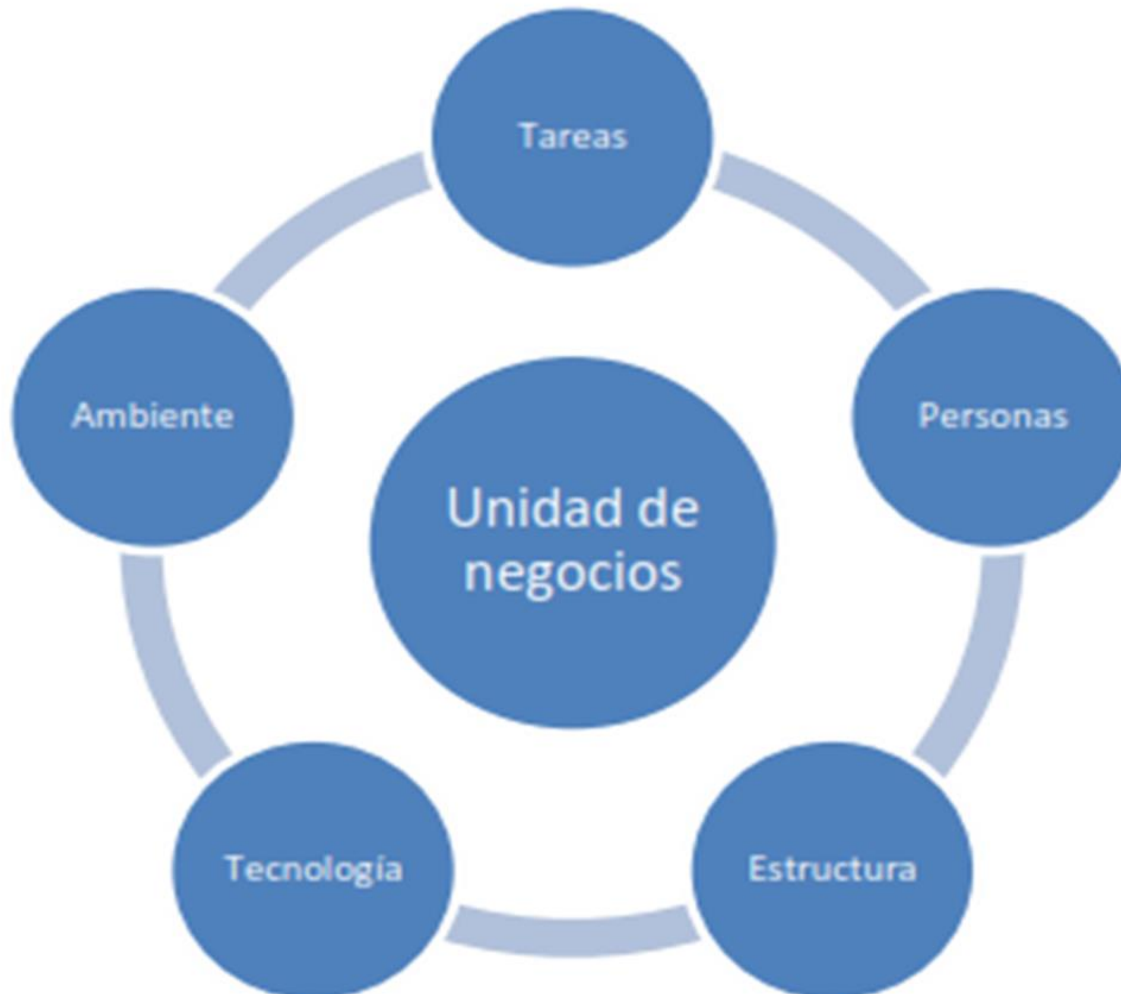 Tareas
Ambiente
Personas
Unidad de
negocios
Tecnología
Estructura